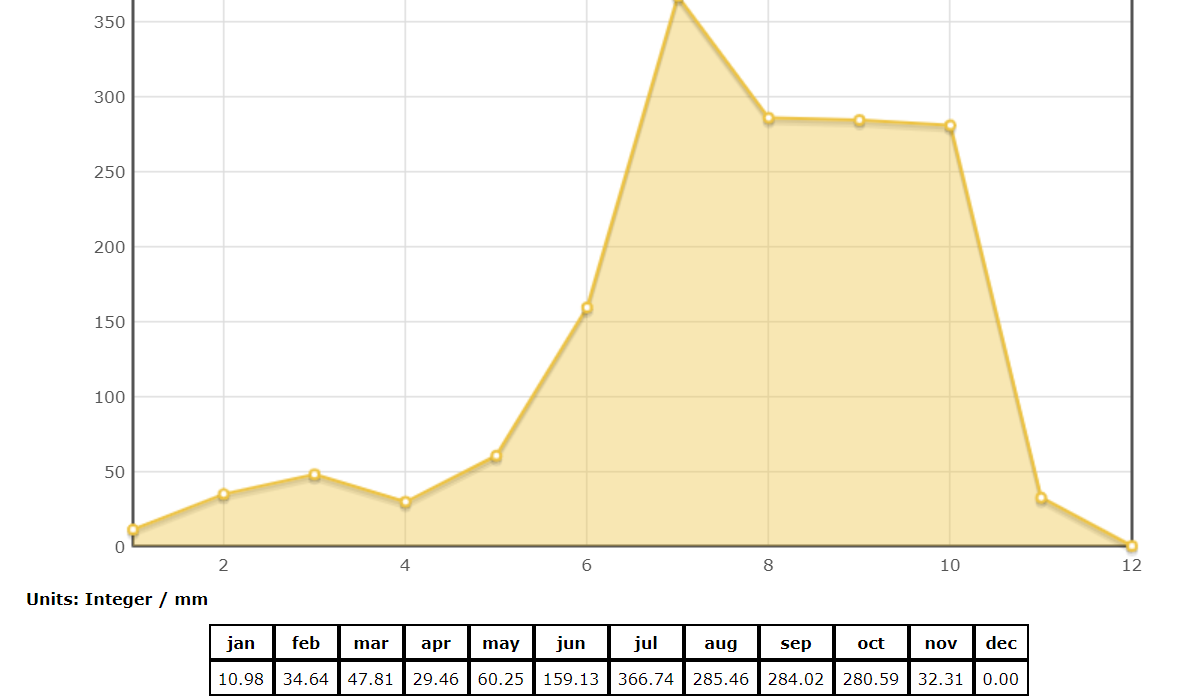 350
300
250
200
150
100
50
0
2 4 6 8 10 12
Units: Integer / mm
jan feb mar apr may jun jul aug sep oct nov dec
10.98 34.64 47.81 29.46 60.25 159.13 366.74 285.46 284.02 280.59 32.31 0.00